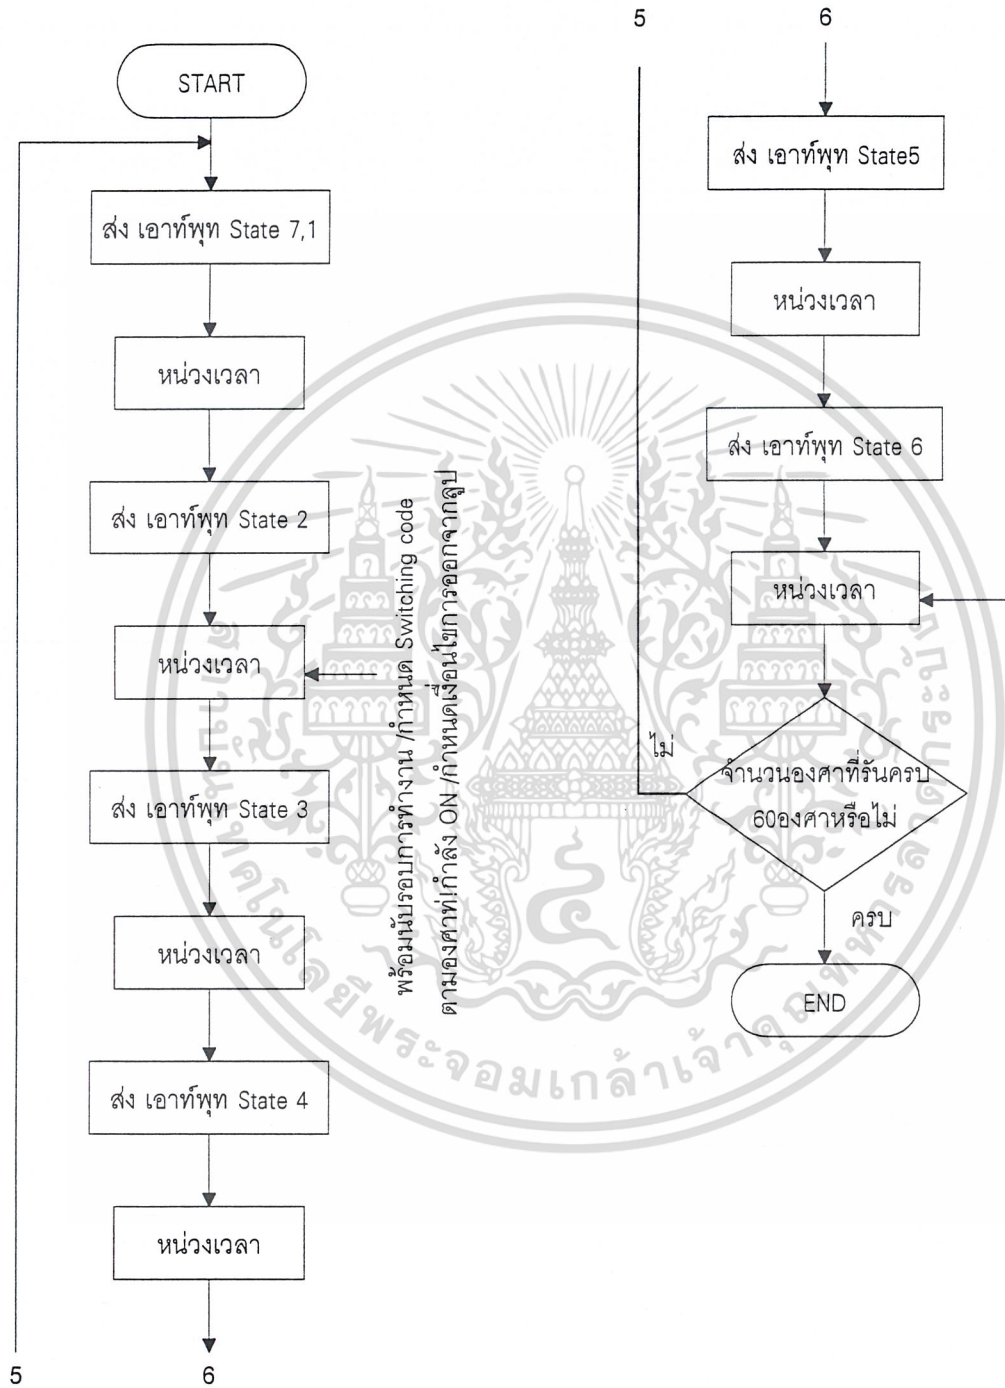 START
ส่ง เอาท์พุท State 7,1
หน่วงเวลา
ส่ง เอาท์พุท State 2
หน่วงเวลา
พร้อมนับรอบการทำงาน /กำหนด Switching code
ตามองศาที่กำลัง ON /กำหนดเงื่อนไขการออกจากลูป
ส่ง เอาท์พุท State 3
หน่วงเวลา
ส่ง เอาท์พุท State 4
หน่วงเวลา
5
6
5
6
ส่ง เอาท์พุท State5
หน่วงเวลา
ส่ง เอาท์พุท State 6
หน่วงเวลา
ไม่
จำนวนองศาที่รันครบ
60องศาหรือไม่
ครบ
END